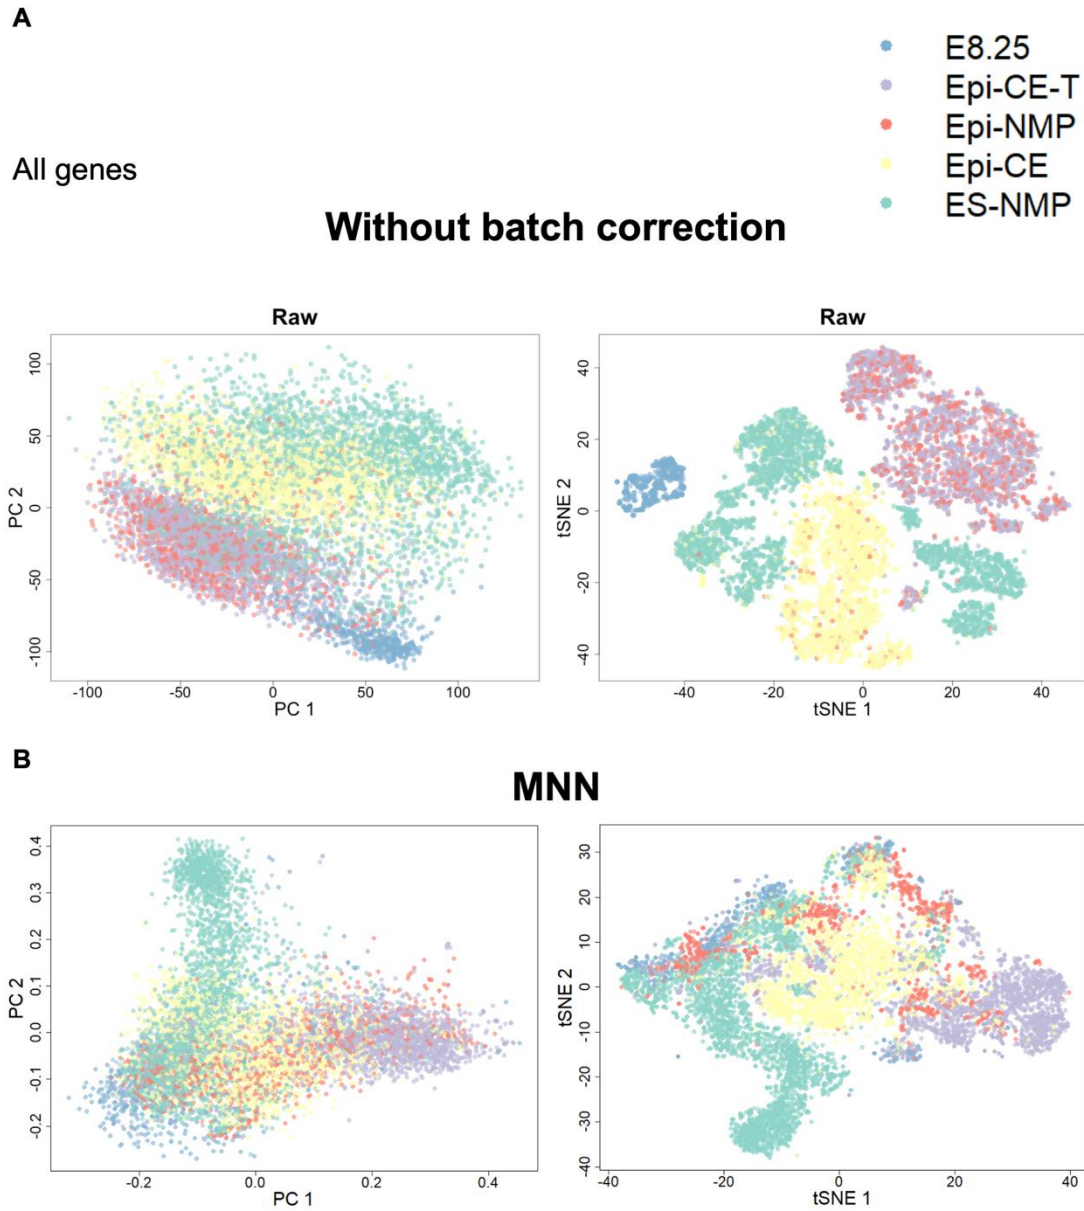 A
E8.25
Epi-CE-T
Epi-NMP
Epi-CE
ES-NMP
All genes
Without batch correction
Raw
PC 2
100
50
0
-50
-100
-100
-50
0
50
100
PC 1
Raw
tSNE 2
40
20
0
-20
-40
-40
-20
0
20
40
tSNE 1
B
MNN
PC 2
0.4
0.3
0.2
0.1
0.0
-0.1
-0.2
-0.2
0.0
0.2
0.4
PC 1
tSNE 2
30
20
10
0
-10
-20
-30
-40
-40
-20
0
20
40
tSNE 1